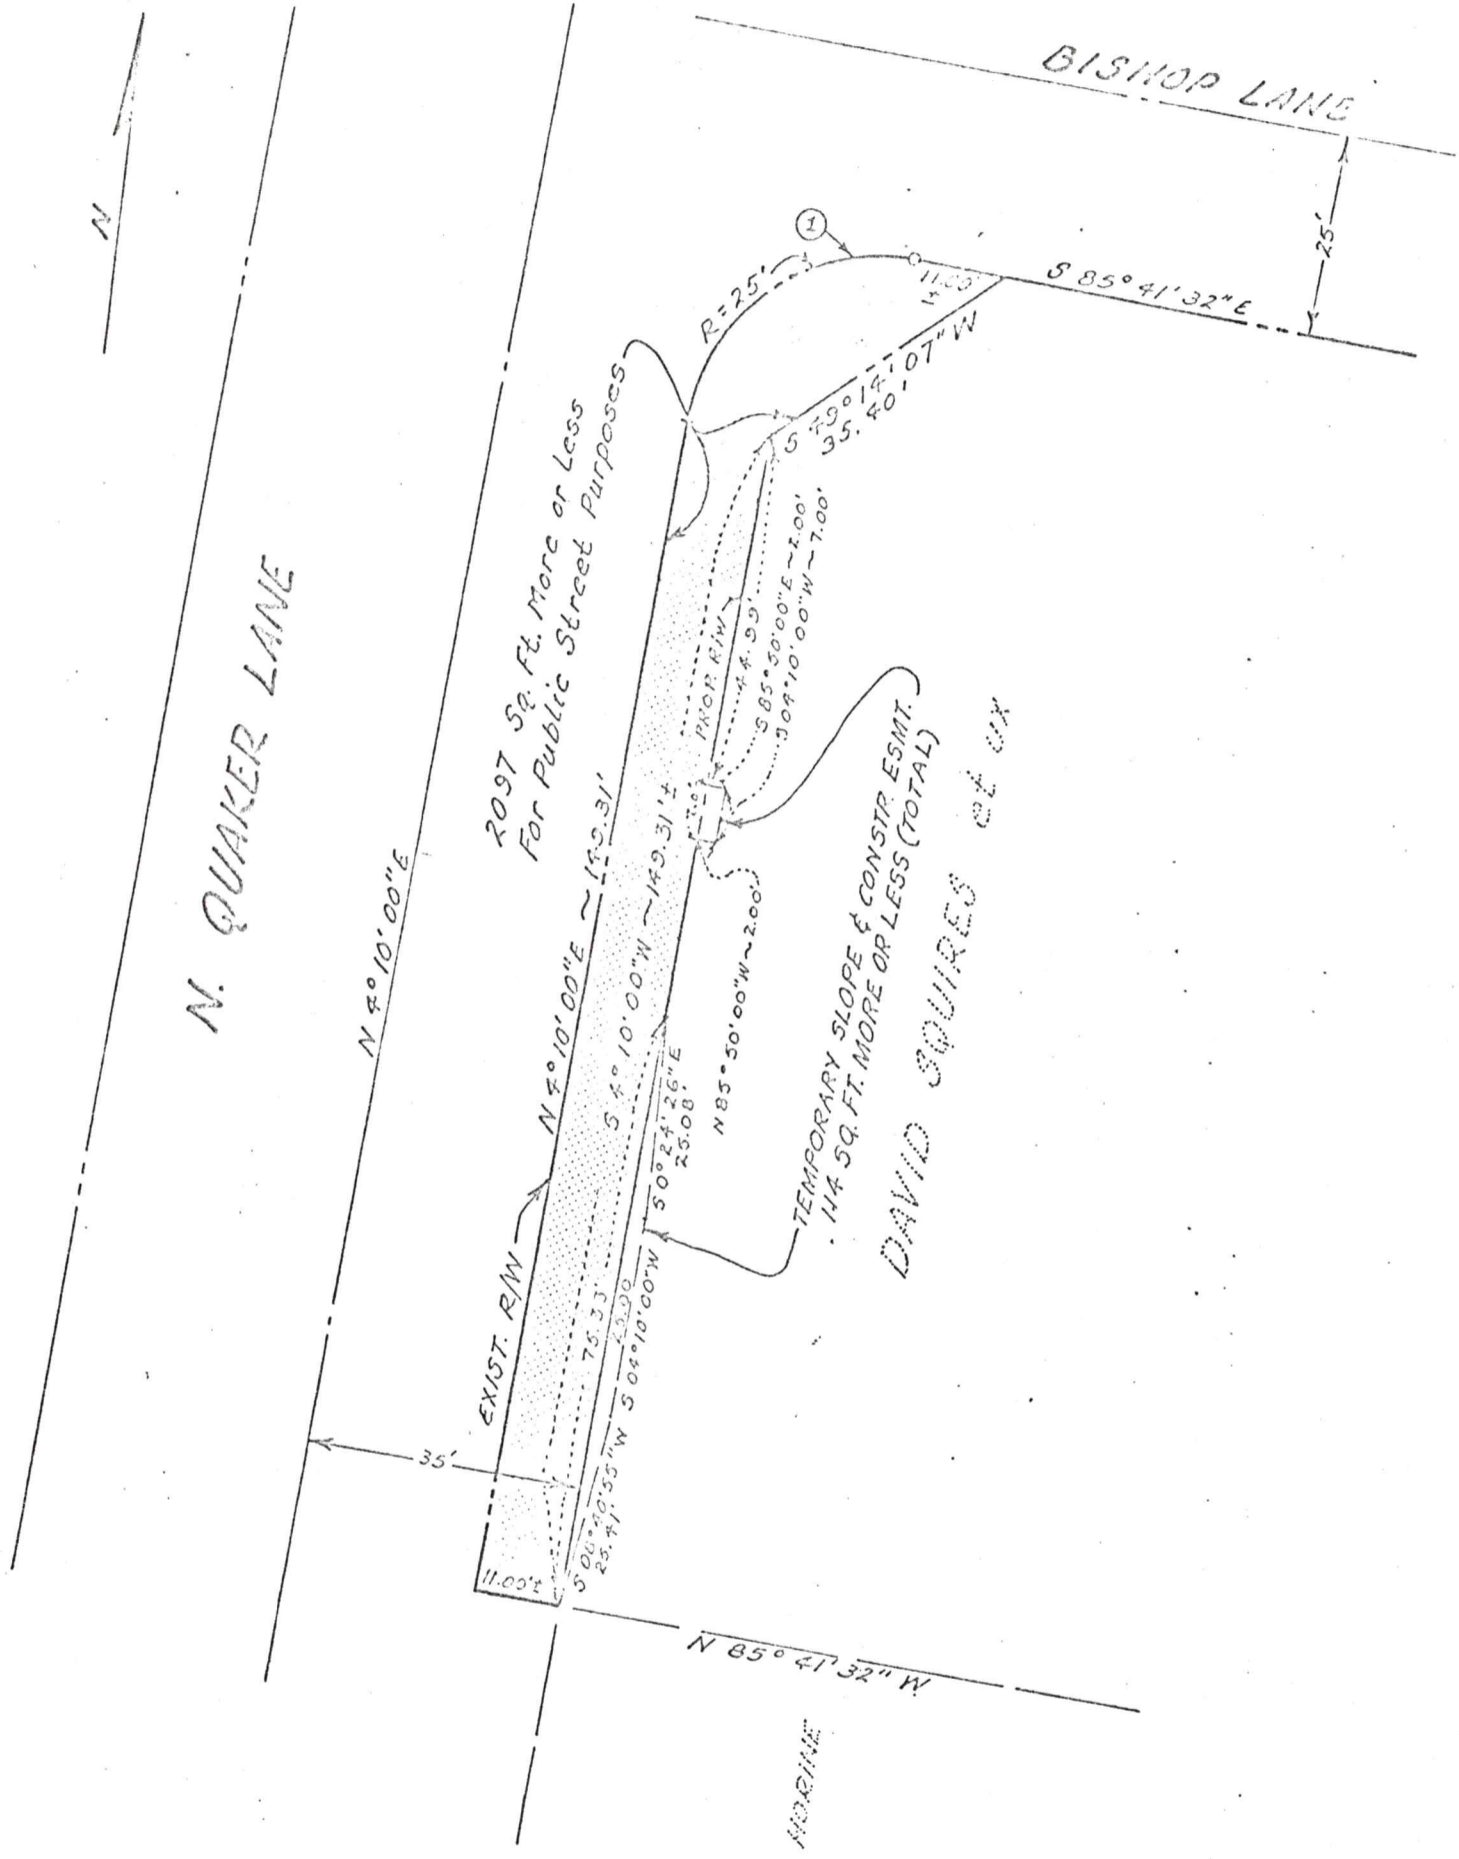 N
BISHOP LANE
25'
1
R=25'
11.00'
±
S 85° 41' 32" E
S 49° 14' 07" W
35.40'
2097 Sq. Ft. More or Less
For Public Street Purposes
N. QUAKER LANE
N 4° 10' 00" E
N 4° 10' 00" E ~ 149.31'
S 4° 10' 00" W ~ 149.31' ±
PROP. R/W
44.99'
S 85° 50' 00" E ~ 2.00'
S 04° 10' 00" W ~ 7.00'
N 85° 50' 00" W ~ 2.00'
TEMPORARY SLOPE & CONSTR. ESMT.
114 SQ. FT. MORE OR LESS (TOTAL)
DAVID SQUIRES et ux
S 0° 24' 26" E
25.08'
EXIST. R/W
75.33'
25.00
S 04° 10' 00" W
35'
S 08° 40' 55" W
25.41'
11.00' ±
N 85° 41' 32" W
HORINE